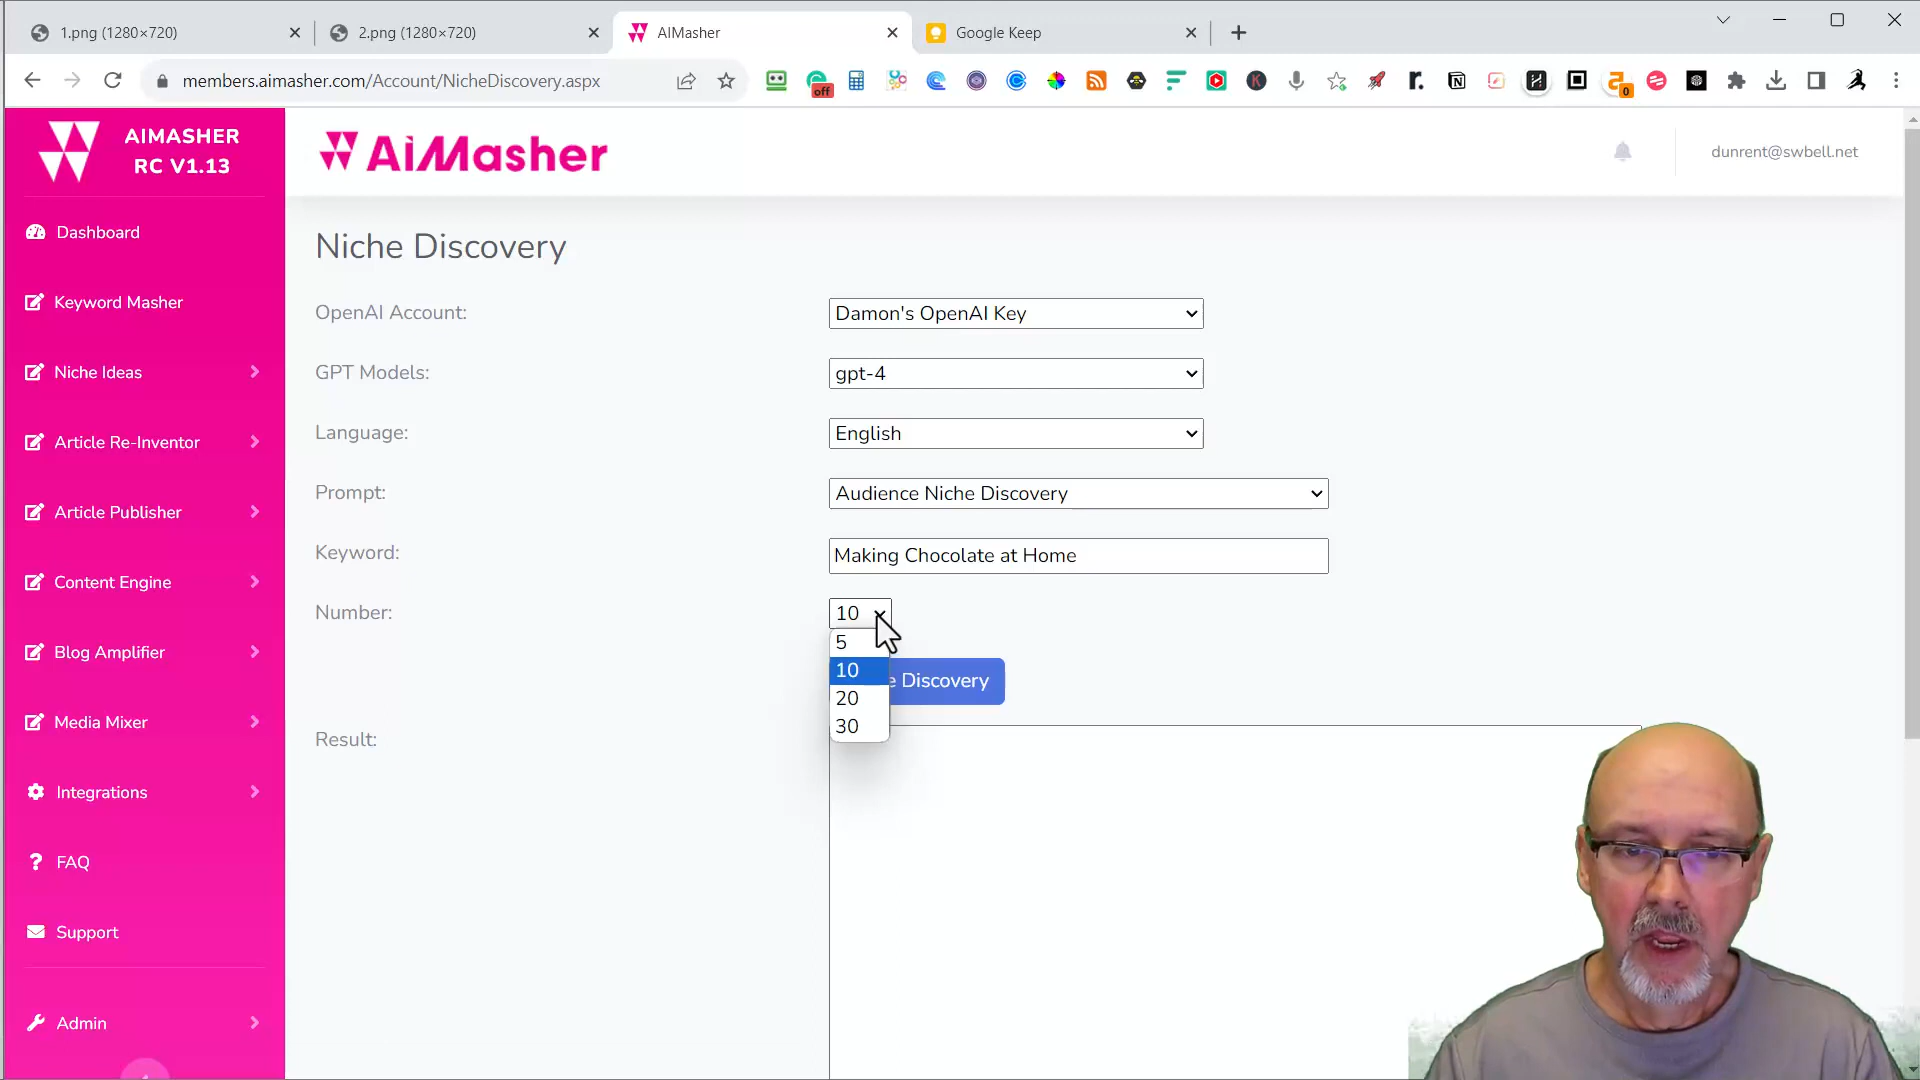 1.png (1280×720)
2.png (1280×720)
AIMasher
Google Keep
members.aimasher.com/Account/NicheDiscovery.aspx
off
0
AIMASHER
RC V1.13
AiMasher
dunrent@swbell.net
Dashboard
Keyword Masher
Niche Ideas
Article Re-Inventor
Article Publisher
Content Engine
Blog Amplifier
Media Mixer
Integrations
FAQ
Support
Admin
Niche Discovery
OpenAI Account:
Damon's OpenAI Key
GPT Models:
gpt-4
Language:
English
Prompt:
Audience Niche Discovery
Keyword:
Making Chocolate at Home
Number:
10
5
10
20
30
e Discovery
Result: